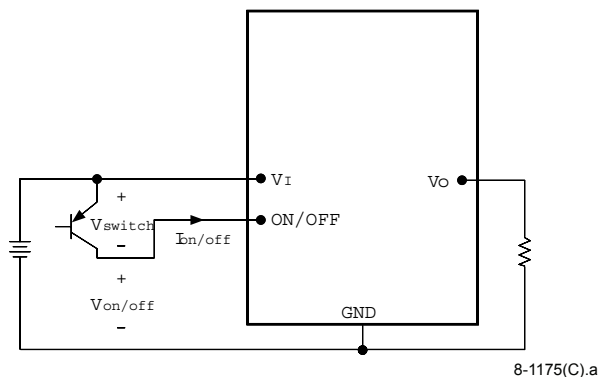 VI
VO
+
Vswitch
ON/OFF
Ion/off
–
+
Von/off
–
GND
8-1175(C).a